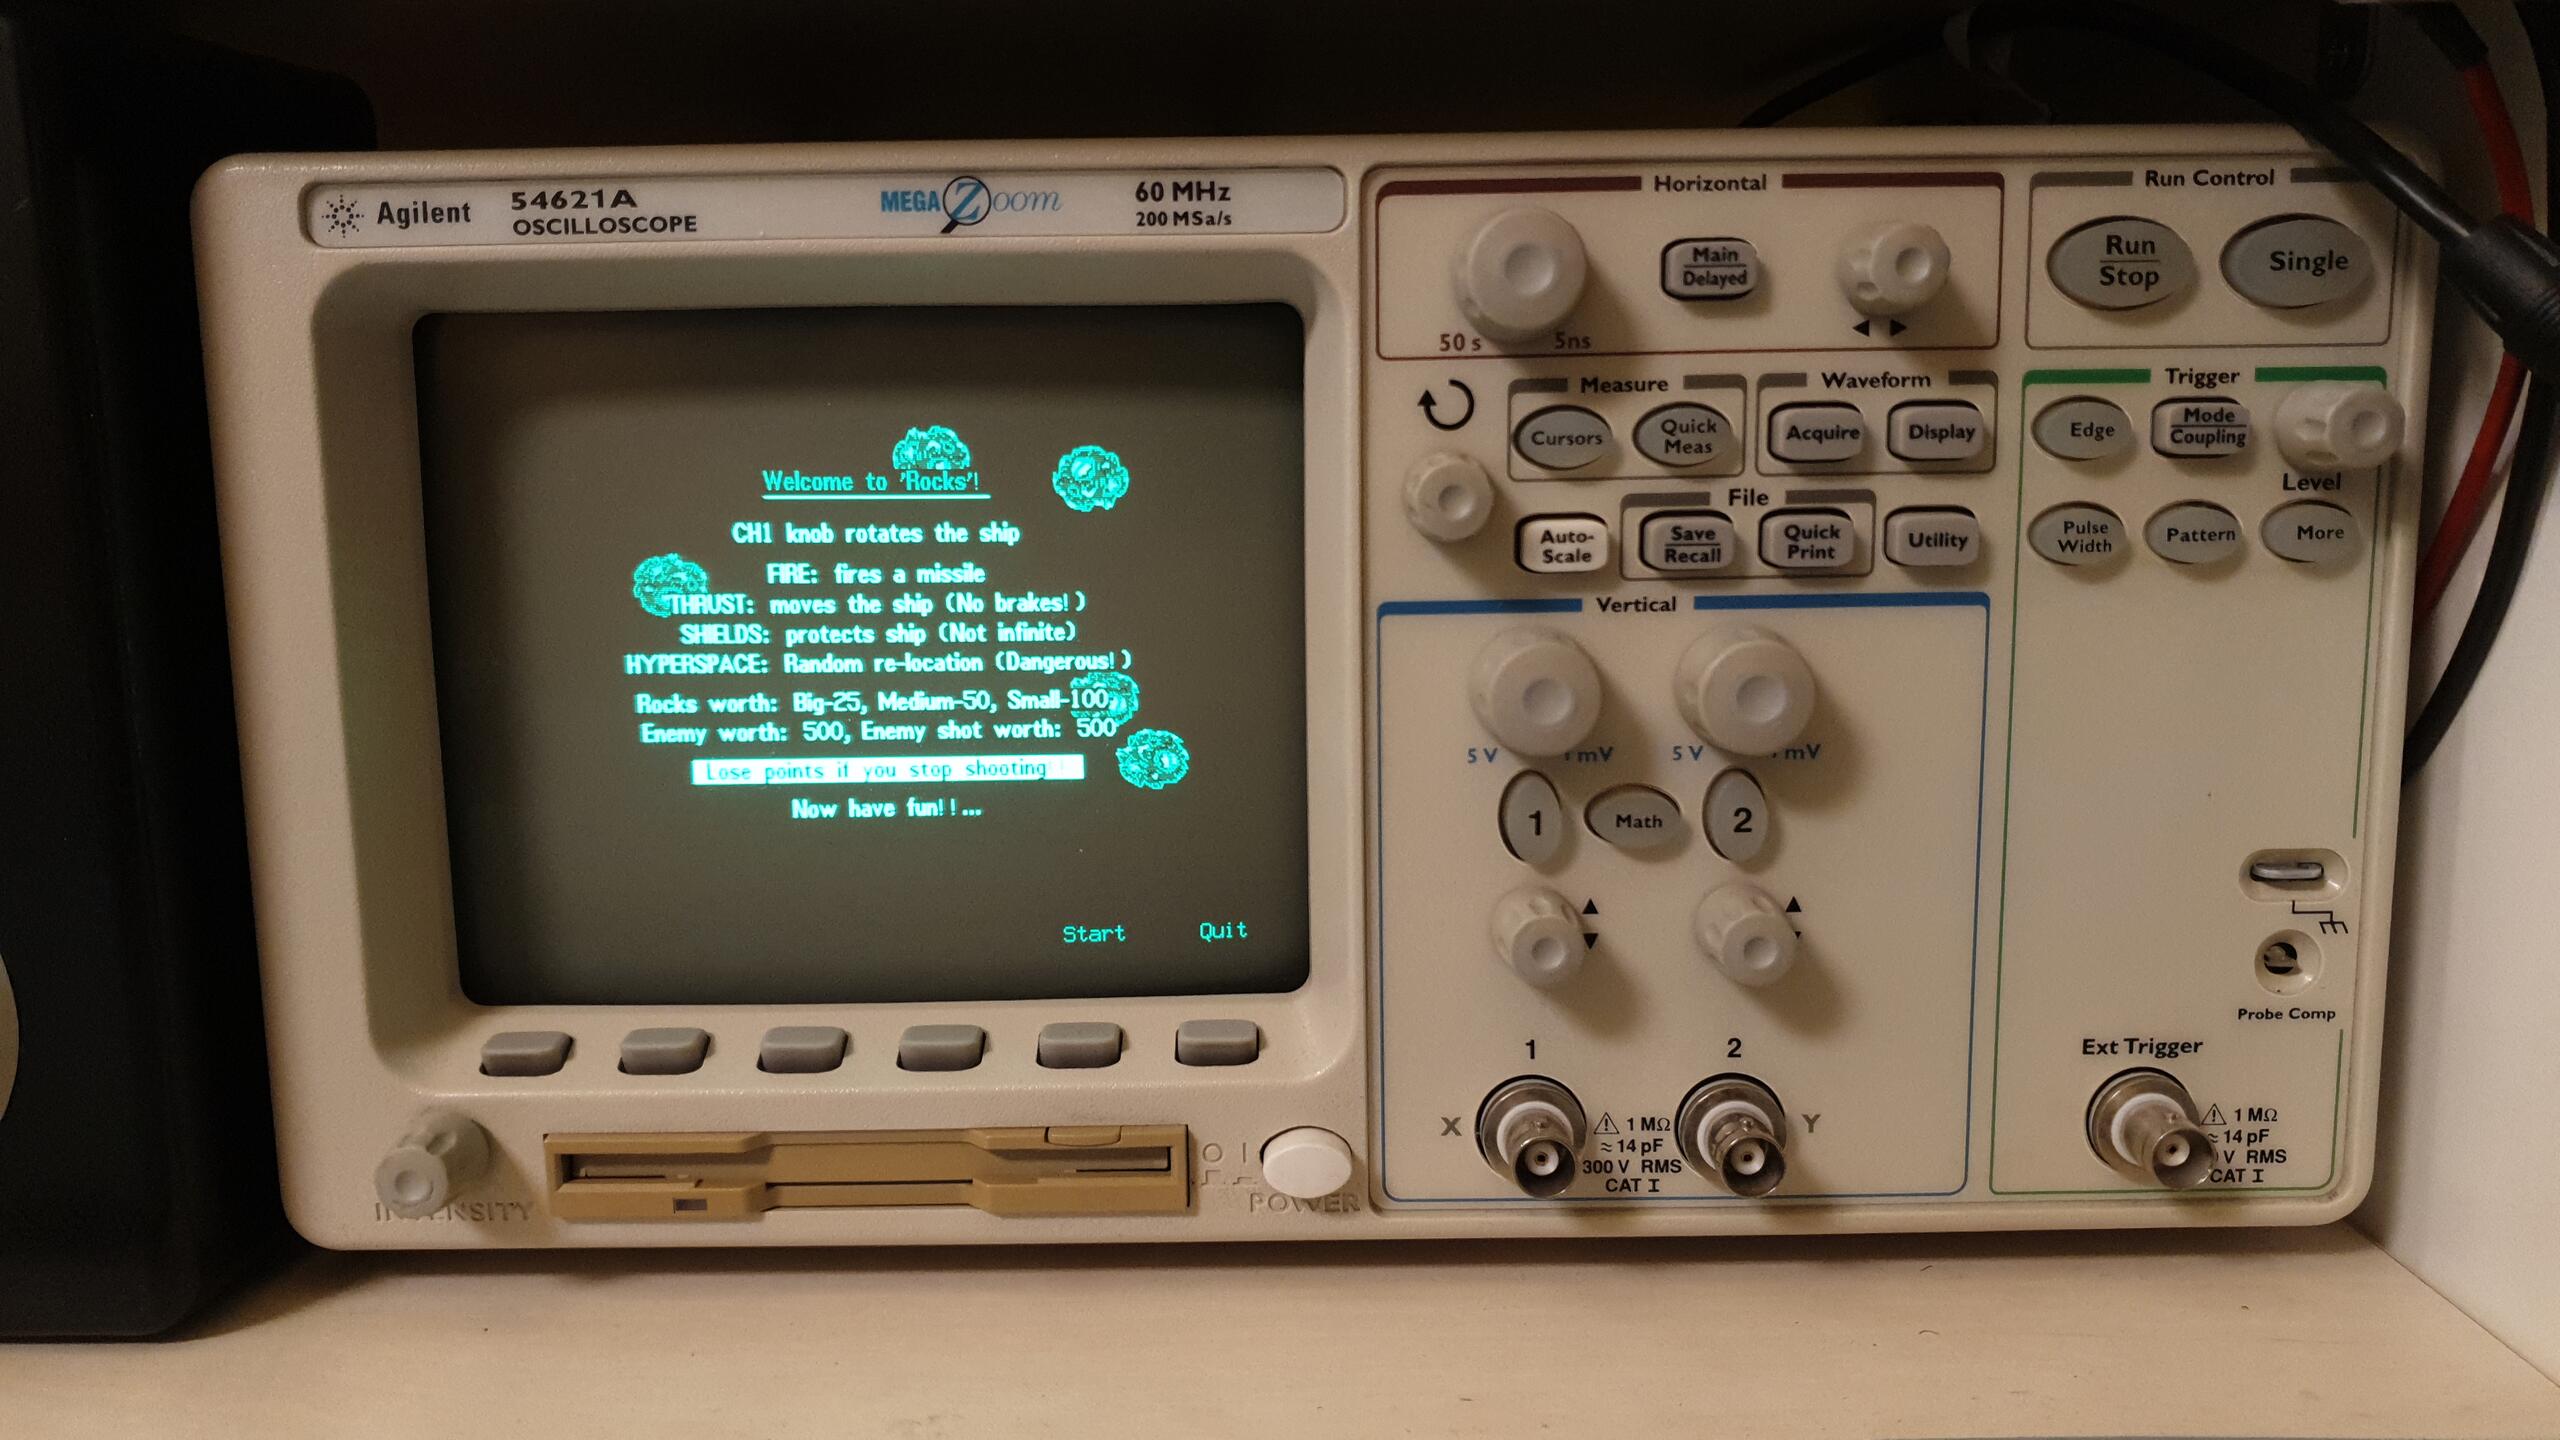 Agilent
54621A
OSCILLOSCOPE
MEGA Zoom
60 MHz
200 MSa/s
Welcome to 'Rocks'!
CH1 knob rotates the ship
FIRE: fires a missile
THRUST: moves the ship (No brakes!)
SHIELDS: protects ship (Not infinite)
HYPERSPACE: Random re-location (Dangerous!)
Rocks worth: Big-25, Medium-50, Small-100,
Enemy worth: 500, Enemy shot worth: 500
Lose points if you stop shooting
Now have fun!!...
Start Quit
INTENSITY
O I
POWER
Horizontal
Main
Delayed
50 s 5ns
Run Control
Run
Stop
Single
Measure
Cursors
Quick
Meas
Waveform
Acquire
Display
Auto-
Scale
File
Save
Recall
Quick
Print
Utility
Trigger
Edge
Mode
Coupling
Level
Pulse
Width
Pattern
More
Vertical
5 V mV
5 V mV
1
Math
2
1
2
X
1 MΩ
≈ 14 pF
300 V RMS
CAT I
Y
Probe Comp
Ext Trigger
1 MΩ
≈ 14 pF
V RMS
CAT I